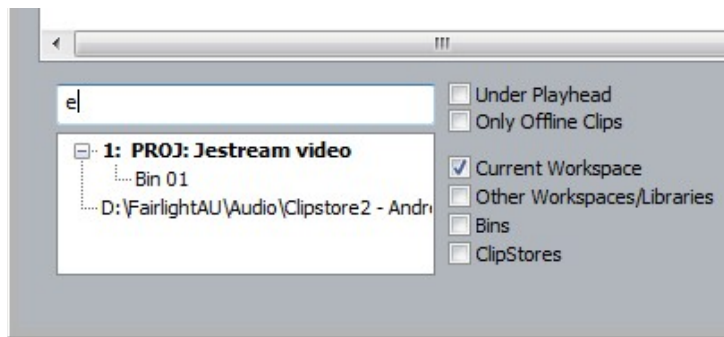 e
1: PROJ: Jestream video
Bin 01
D:\FairlightAU\Audio\Clipstore2 - Andr
Under Playhead
Only Offline Clips
Current Workspace
Other Workspaces/Libraries
Bins
ClipStores